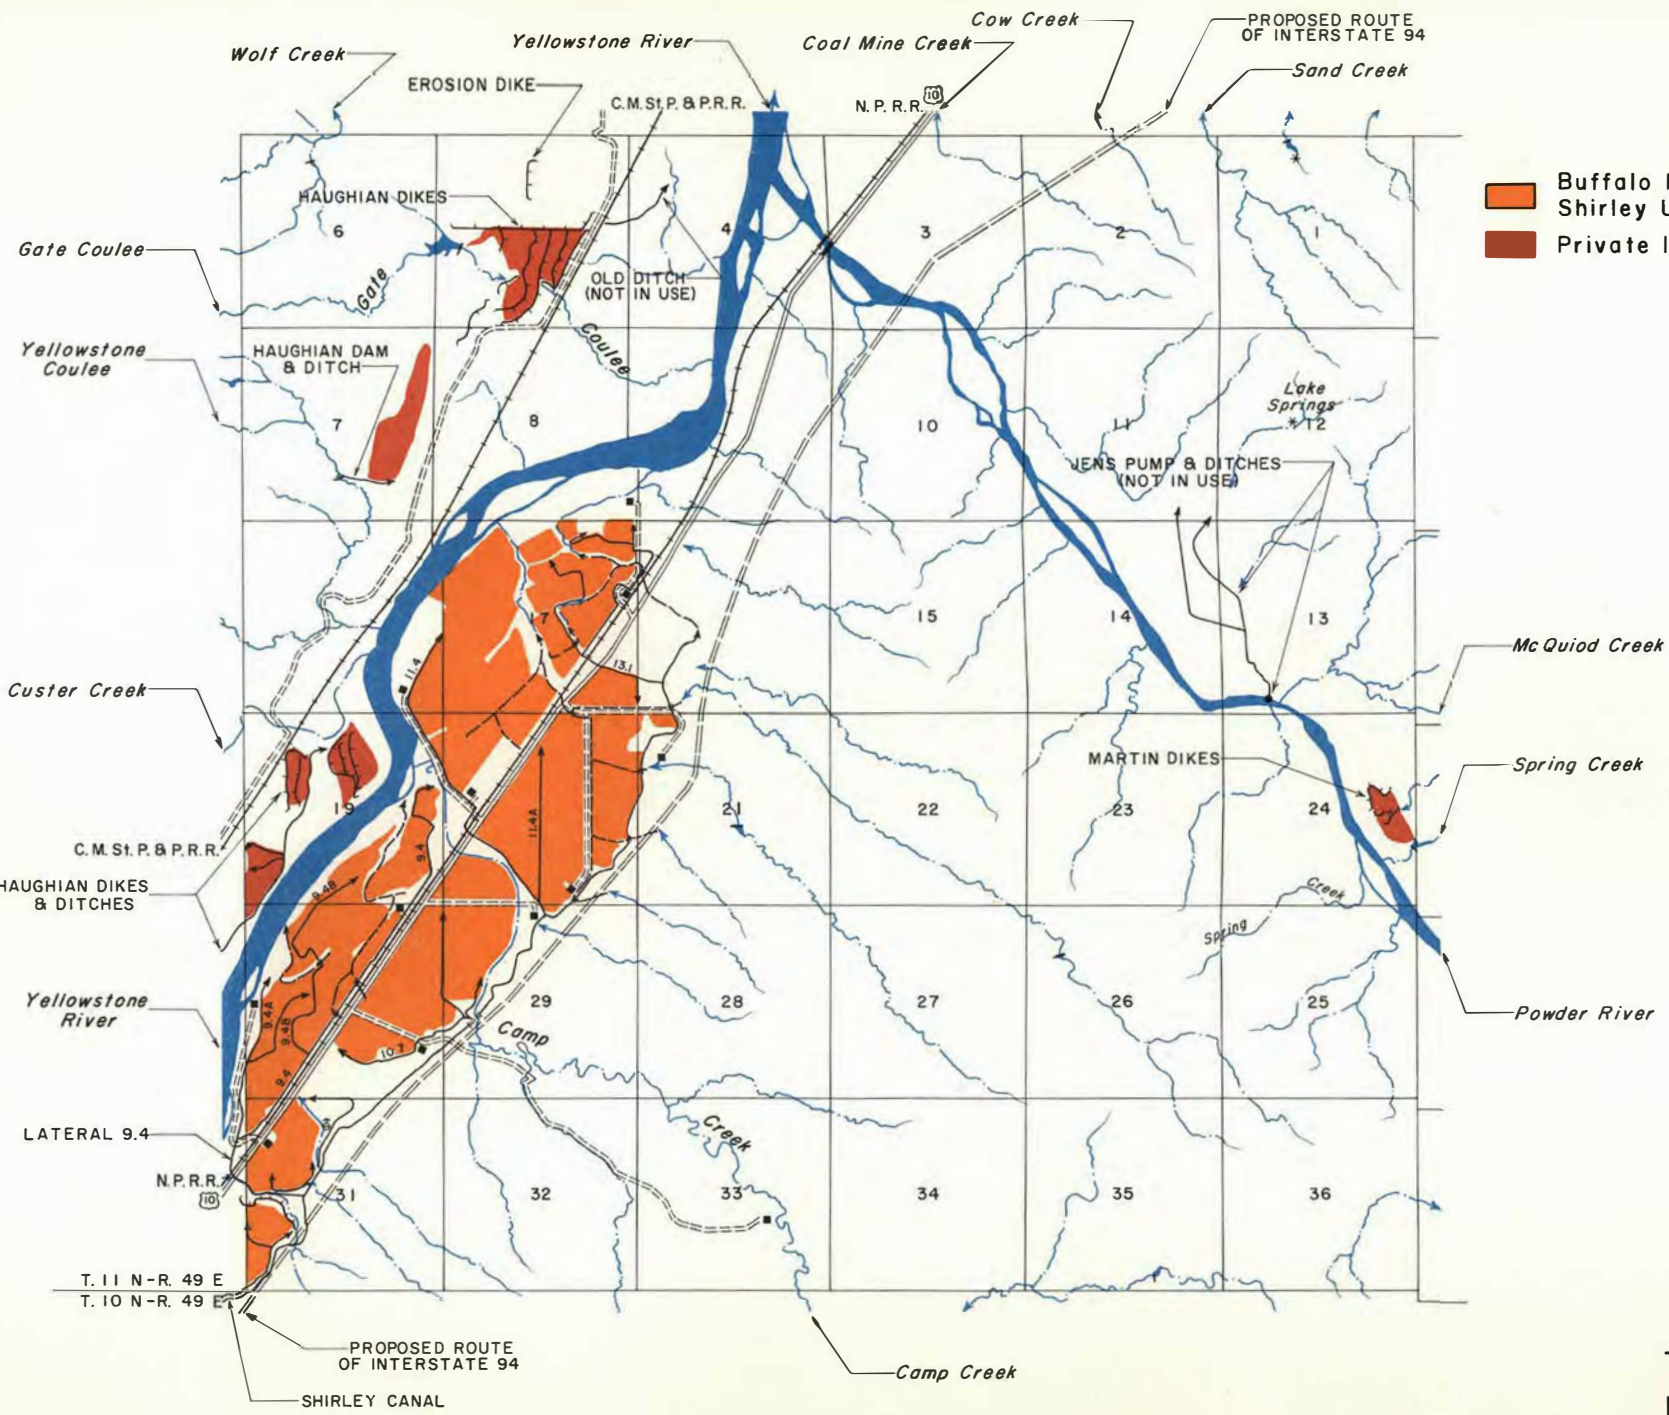 Wolf Creek
Yellowstone River
Cow Creek
Coal Mine Creek
PROPOSED ROUTE
OF INTERSTATE 94
Sand Creek
EROSION DIKE
C.M.St.P.&P.R.R.
N.P.R.R.
10
HAUGHIAN DIKES
6
4
3
2
1
Gate Coulee
Gate
OLD DITCH
(NOT IN USE)
Coulee
Yellowstone
Coulee
HAUGHIAN DAM
& DITCH
7
8
10
11
Lake
Springs
12
JENS PUMP & DITCHES
(NOT IN USE)
17
15
14
13
11.4
13.1
Mc Quiod Creek
Custer Creek
MARTIN DIKES
Spring Creek
19
11.4A
21
22
23
24
9.4
C.M.St.P.&P.R.R.
HAUGHIAN DIKES
& DITCHES
9.4B
Creek
Spring
Yellowstone
River
9.4A
9.4B
29
28
27
26
25
Powder River
Camp
10.7
9.4
LATERAL 9.4
Creek
N.P.R.R.
10
31
32
33
34
35
36
T. 11 N-R. 49 E
T. 10 N-R. 49 E
PROPOSED ROUTE
OF INTERSTATE 94
SHIRLEY CANAL
Camp Creek
Buffalo
Shirley
Private